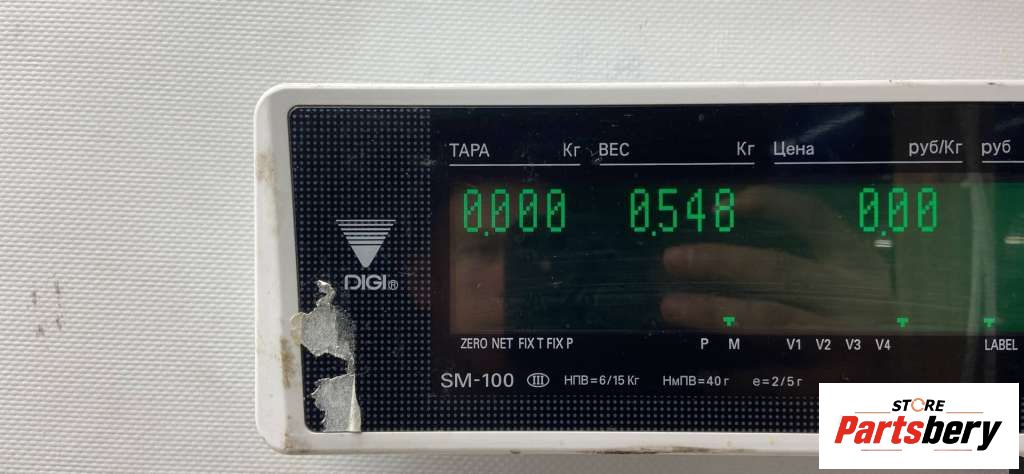 ТАРА Кг ВЕС Кг Цена руб/Кг руб
0.000 0.548 0.00
DIGI®
ZERO NET FIX T FIX P P M V1 V2 V3 V4 LABEL
SM-100 III НПВ=6/15 Кг НмПВ=40 г e=2/5 г
STORE
Partsbery